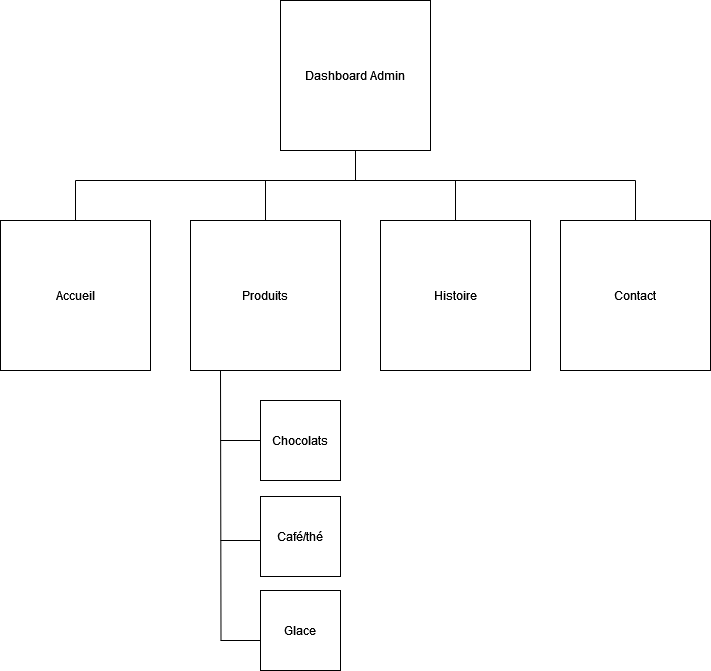 Dashboard Admin
Accueil
Produits
Histoire
Contact
Chocolats
Café/thé
Glace